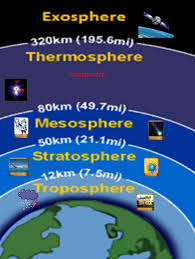 Exosphere
320km (195.6mi)
Thermosphere
80km (49.7mi)
Mesosphere
50km (21.1mi)
Stratosphere
12km (7.5mi)
Troposphere